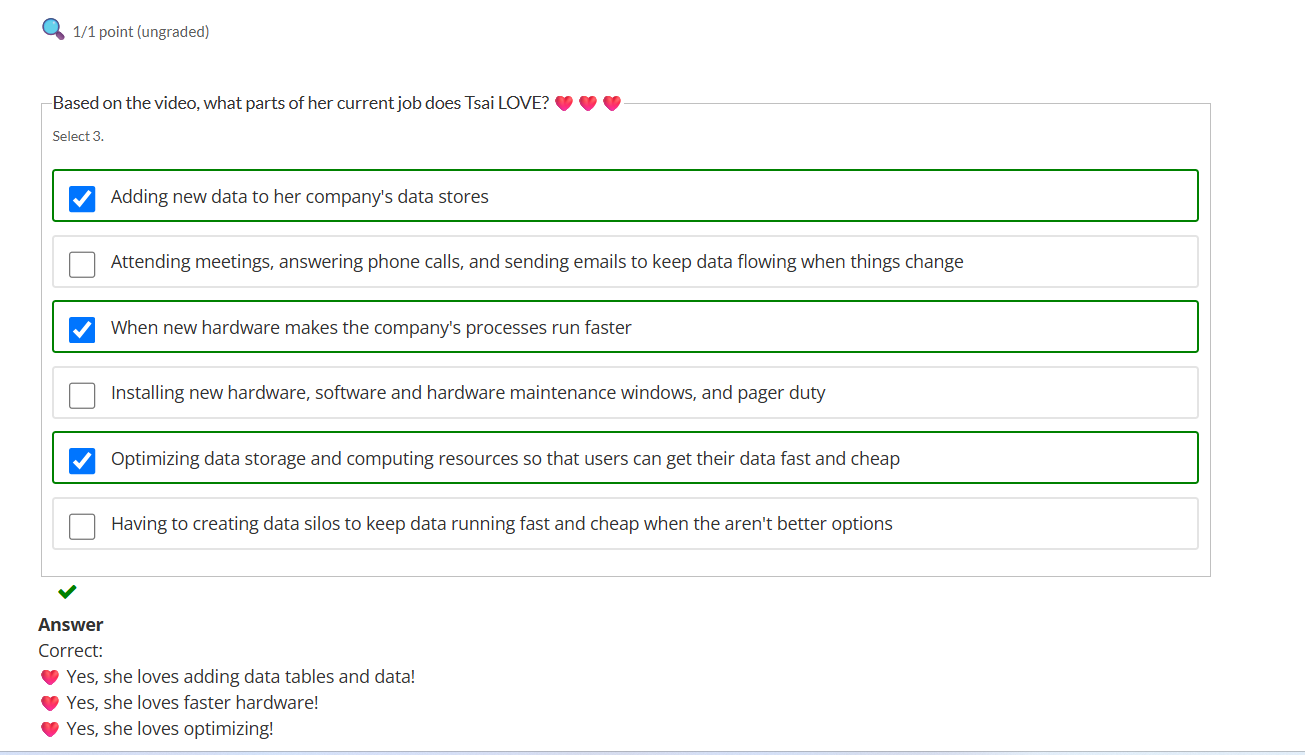 1/1 point (ungraded)
Based on the video, what parts of her current job does Tsai LOVE? 💗 💗 💗
Select 3.
Adding new data to her company's data stores
Attending meetings, answering phone calls, and sending emails to keep data flowing when things change
When new hardware makes the company's processes run faster
Installing new hardware, software and hardware maintenance windows, and pager duty
Optimizing data storage and computing resources so that users can get their data fast and cheap
Having to creating data silos to keep data running fast and cheap when the aren't better options
Answer
Correct:
💗 Yes, she loves adding data tables and data!
💗 Yes, she loves faster hardware!
💗 Yes, she loves optimizing!